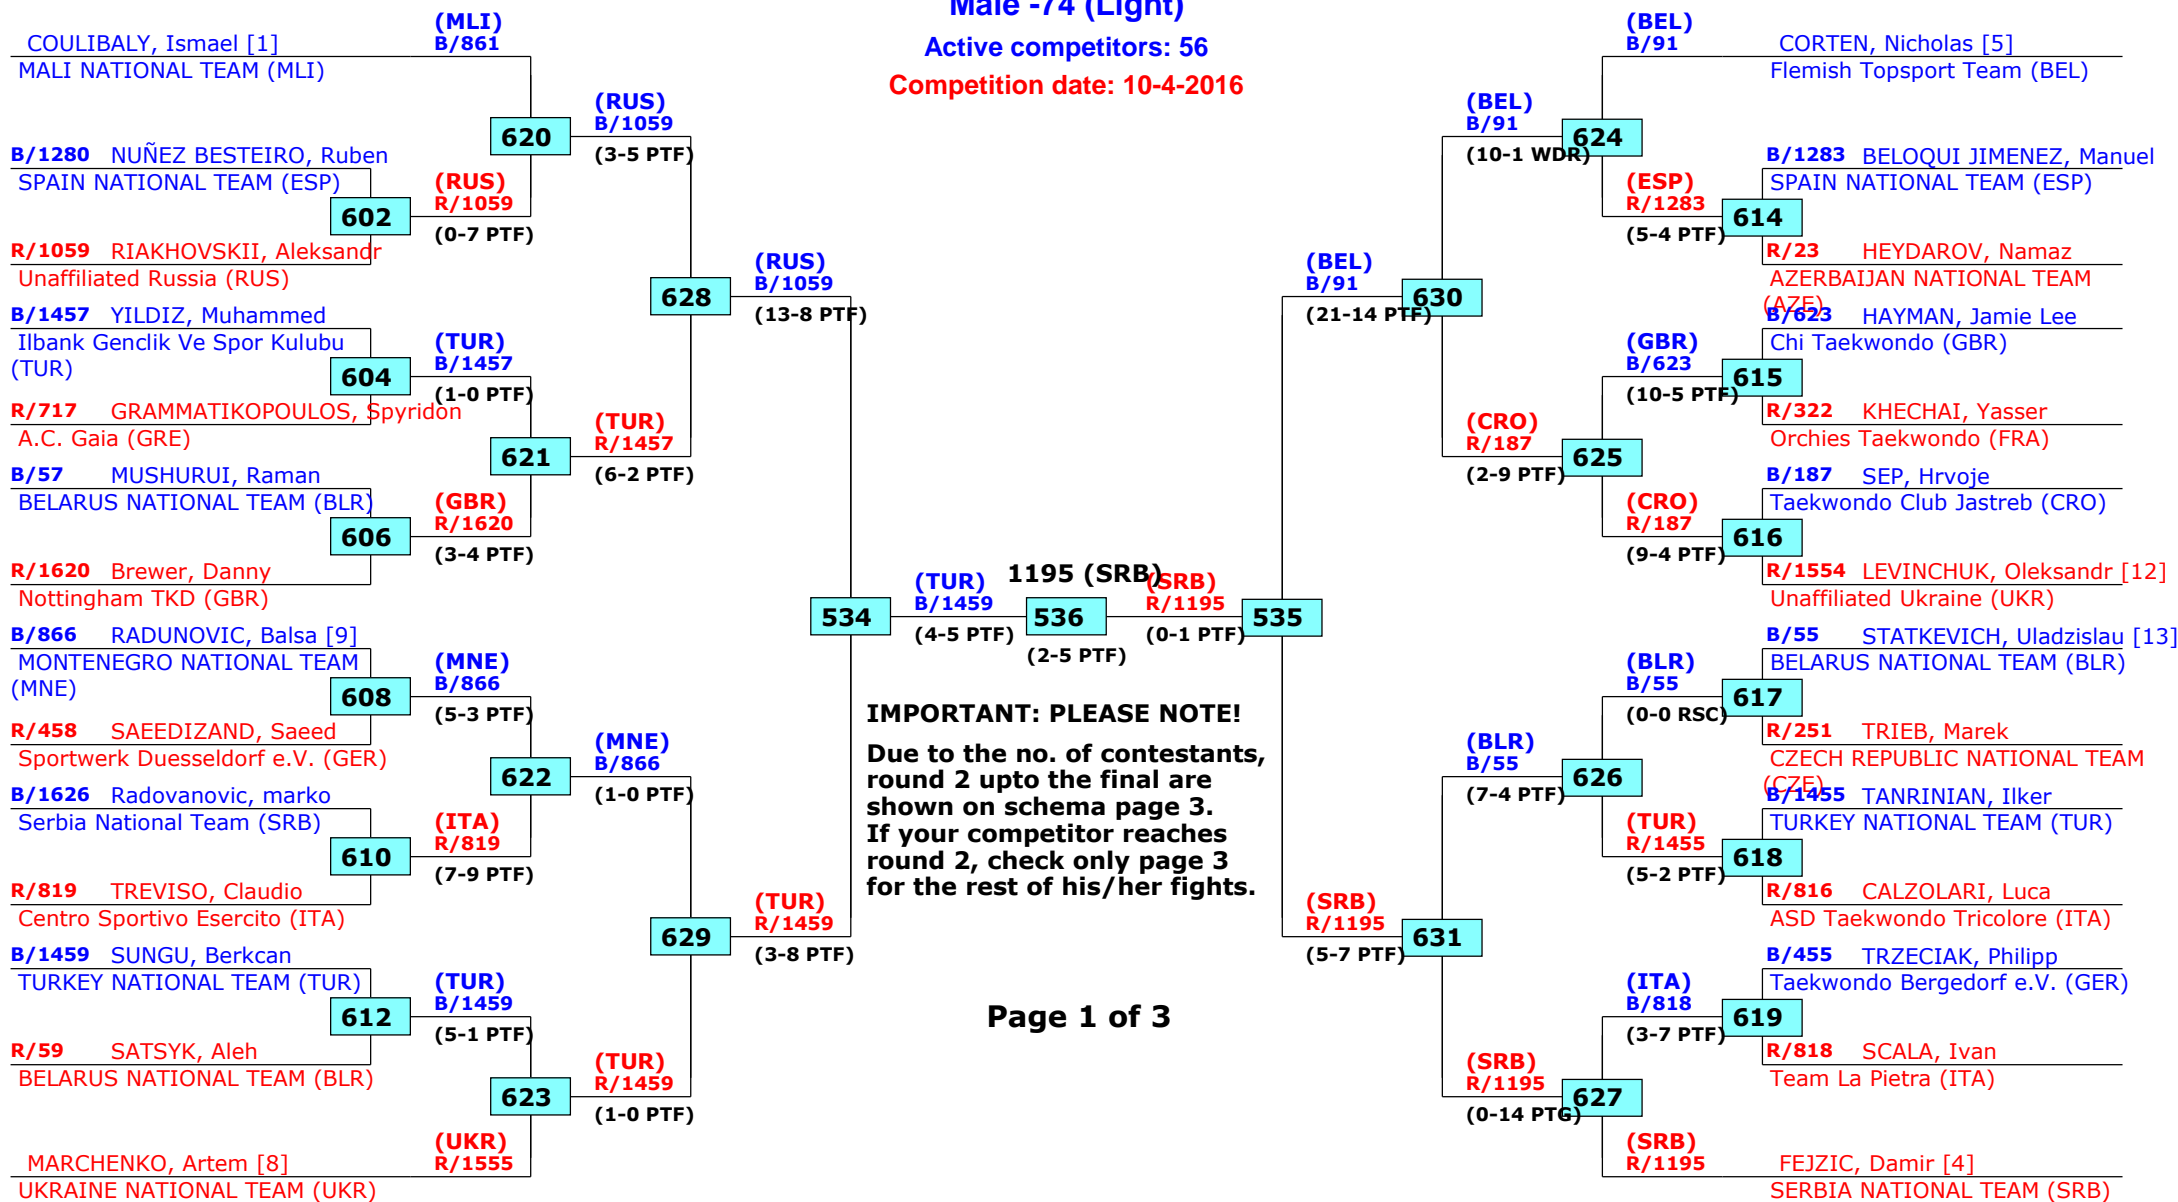 Male -74 (Light)
Active competitors: 56
Competition date: 10-4-2016
COULIBALY, Ismael [1]
MALI NATIONAL TEAM (MLI)
(MLI)
B/861
B/1280 NUÑEZ BESTEIRO, Ruben
SPAIN NATIONAL TEAM (ESP)
602
R/1059 RIAKHOVSKII, Aleksandr
Unaffiliated Russia (RUS)
(RUS)
R/1059
(0-7 PTF)
620
(RUS)
B/1059
(3-5 PTF)
B/1457 YILDIZ, Muhammed
Ilbank Genclik Ve Spor Kulubu
(TUR)
604
R/717 GRAMMATIKOPOULOS, Spyridon
A.C. Gaia (GRE)
(TUR)
B/1457
(1-0 PTF)
621
(TUR)
R/1457
(6-2 PTF)
B/57 MUSHURUI, Raman
BELARUS NATIONAL TEAM (BLR)
606
R/1620 Brewer, Danny
Nottingham TKD (GBR)
(GBR)
R/1620
(3-4 PTF)
628
(RUS)
B/1059
(13-8 PTF)
B/866 RADUNOVIC, Balsa [9]
MONTENEGRO NATIONAL TEAM
(MNE)
608
R/458 SAEEDIZAND, Saeed
Sportwerk Duesseldorf e.V. (GER)
(MNE)
B/866
(5-3 PTF)
622
(MNE)
B/866
(1-0 PTF)
B/1626 Radovanovic, marko
Serbia National Team (SRB)
610
R/819 TREVISO, Claudio
Centro Sportivo Esercito (ITA)
(ITA)
R/819
(7-9 PTF)
629
(TUR)
R/1459
(3-8 PTF)
B/1459 SUNGU, Berkcan
TURKEY NATIONAL TEAM (TUR)
612
R/59 SATSYK, Aleh
BELARUS NATIONAL TEAM (BLR)
(TUR)
B/1459
(5-1 PTF)
623
(TUR)
R/1459
(1-0 PTF)
(UKR)
R/1555
MARCHENKO, Artem [8]
UKRAINE NATIONAL TEAM (UKR)
534
(TUR)
B/1459
(4-5 PTF)
1195 (SRB)
536
(2-5 PTF)
(SRB)
R/1195
(0-1 PTF)
535
IMPORTANT: PLEASE NOTE!
Due to the no. of contestants,
round 2 upto the final are
shown on schema page 3.
If your competitor reaches
round 2, check only page 3
for the rest of his/her fights.
Page 1 of 3
(BEL)
B/91
CORTEN, Nicholas [5]
Flemish Topsport Team (BEL)
(BEL)
B/91
(10-1 WDR)
624
B/1283 BELOQUI JIMENEZ, Manuel
SPAIN NATIONAL TEAM (ESP)
(ESP)
R/1283
(5-4 PTF)
614
R/23 HEYDAROV, Namaz
AZERBAIJAN NATIONAL TEAM
(AZE)
(BEL)
B/91
(21-14 PTF)
630
B/623 HAYMAN, Jamie Lee
Chi Taekwondo (GBR)
(GBR)
B/623
(10-5 PTF)
615
R/322 KHECHAI, Yasser
Orchies Taekwondo (FRA)
(CRO)
R/187
(2-9 PTF)
625
B/187 SEP, Hrvoje
Taekwondo Club Jastreb (CRO)
(CRO)
R/187
(9-4 PTF)
616
R/1554 LEVINCHUK, Oleksandr [12]
Unaffiliated Ukraine (UKR)
B/55 STATKEVICH, Uladzislau [13]
BELARUS NATIONAL TEAM (BLR)
(BLR)
B/55
(0-0 RSC)
617
R/251 TRIEB, Marek
CZECH REPUBLIC NATIONAL TEAM
(CZE)
(BLR)
B/55
(7-4 PTF)
626
B/1455 TANRINIAN, Ilker
TURKEY NATIONAL TEAM (TUR)
(TUR)
R/1455
(5-2 PTF)
618
R/816 CALZOLARI, Luca
ASD Taekwondo Tricolore (ITA)
(SRB)
R/1195
(5-7 PTF)
631
B/455 TRZECIAK, Philipp
Taekwondo Bergedorf e.V. (GER)
(ITA)
B/818
(3-7 PTF)
619
R/818 SCALA, Ivan
Team La Pietra (ITA)
(SRB)
R/1195
(0-14 PTG)
627
(SRB)
R/1195
FEJZIC, Damir [4]
SERBIA NATIONAL TEAM (SRB)